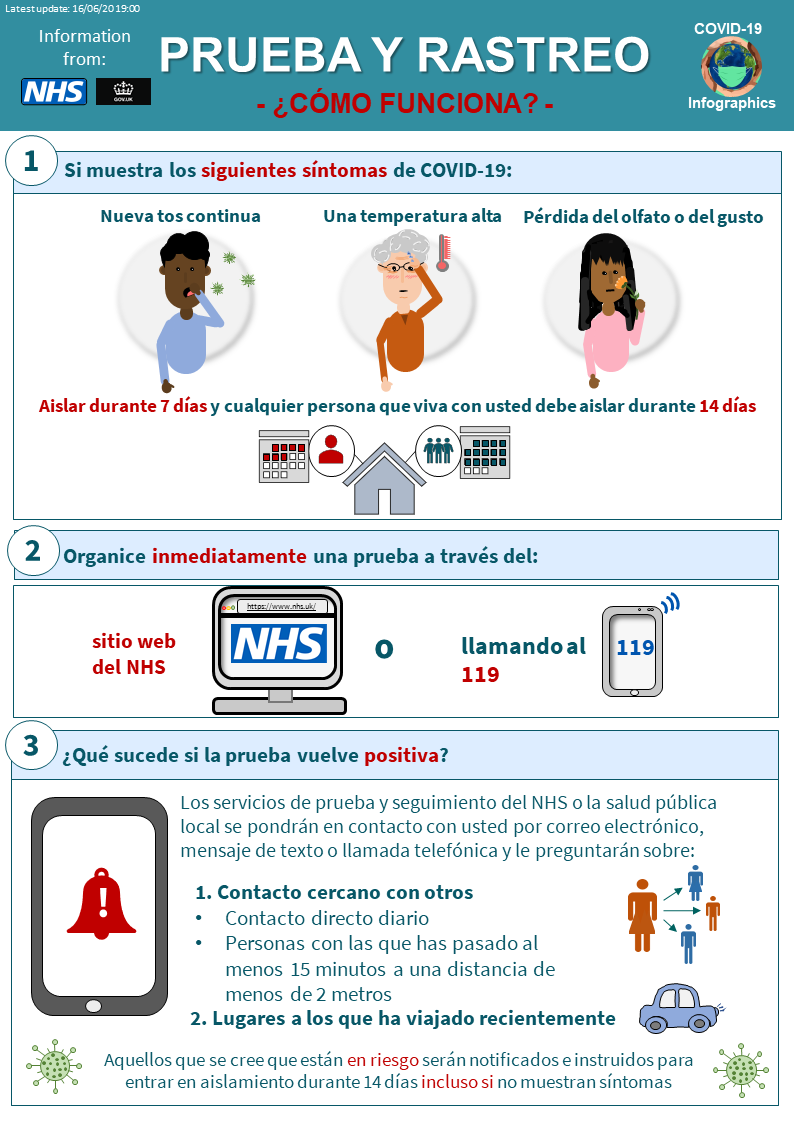 Latest update: 16/06/2019:00
Information
from:
NHS
GOV.UK
PRUEBA Y RASTREO
- ¿CÓMO FUNCIONA? -
COVID-19
Infographics
1
Si muestra los siguientes síntomas de COVID-19:
Nueva tos continua
Una temperatura alta
Pérdida del olfato o del gusto
Aislar durante 7 días y cualquier persona que viva con usted debe aislar durante 14 días
2
Organice inmediatamente una prueba a través del:
sitio web
del NHS
https://www.nhs.uk/
NHS
o
llamando al
119
119
3
¿Qué sucede si la prueba vuelve positiva?
Los servicios de prueba y seguimiento del NHS o la salud pública
local se pondrán en contacto con usted por correo electrónico,
mensaje de texto o llamada telefónica y le preguntarán sobre:
!
1. Contacto cercano con otros
• Contacto directo diario
• Personas con las que has pasado al
menos 15 minutos a una distancia de
menos de 2 metros
2. Lugares a los que ha viajado recientemente
Aquellos que se cree que están en riesgo serán notificados e instruidos para
entrar en aislamiento durante 14 días incluso si no muestran síntomas